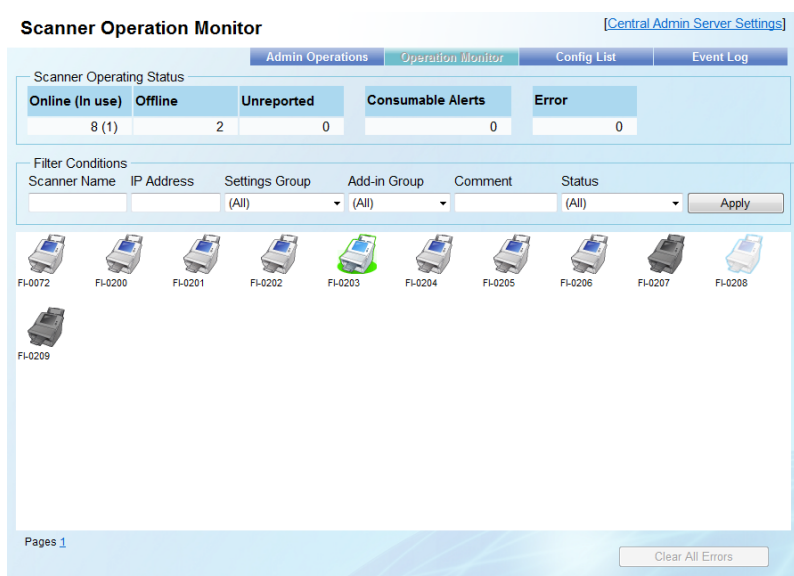 Scanner Operation Monitor
[Central Admin Server Settings]
Admin Operations Operation Monitor Config List Event Log
Scanner Operating Status
Online (In use) Offline Unreported Consumable Alerts Error
8 (1) 2 0 0 0
Filter Conditions
Scanner Name IP Address Settings Group Add-in Group Comment Status
(All) (All) (All) Apply
FI-0072 FI-0200 FI-0201 FI-0202 FI-0203 FI-0204 FI-0205 FI-0206 FI-0207 FI-0208
FI-0209
Pages 1
Clear All Errors